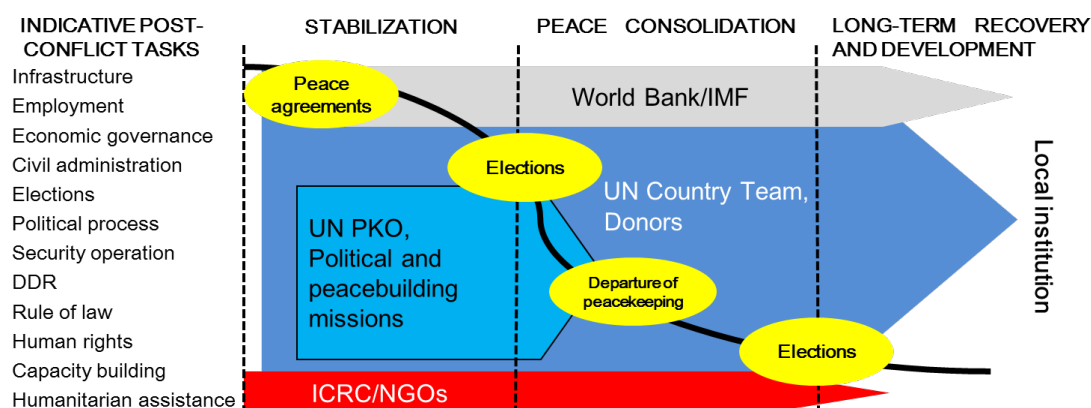 INDICATIVE POST-
CONFLICT TASKS
STABILIZATION
PEACE CONSOLIDATION
LONG-TERM RECOVERY
AND DEVELOPMENT
Infrastructure
Employment
Economic governance
Civil administration
Elections
Political process
Security operation
DDR
Rule of law
Human rights
Capacity building
Humanitarian assistance
Peace
agreements
World Bank/IMF
Elections
UN Country Team,
Donors
UN PKO,
Political and
peacebuilding
missions
Departure of
peacekeeping
Elections
ICRC/NGOs
Local institution